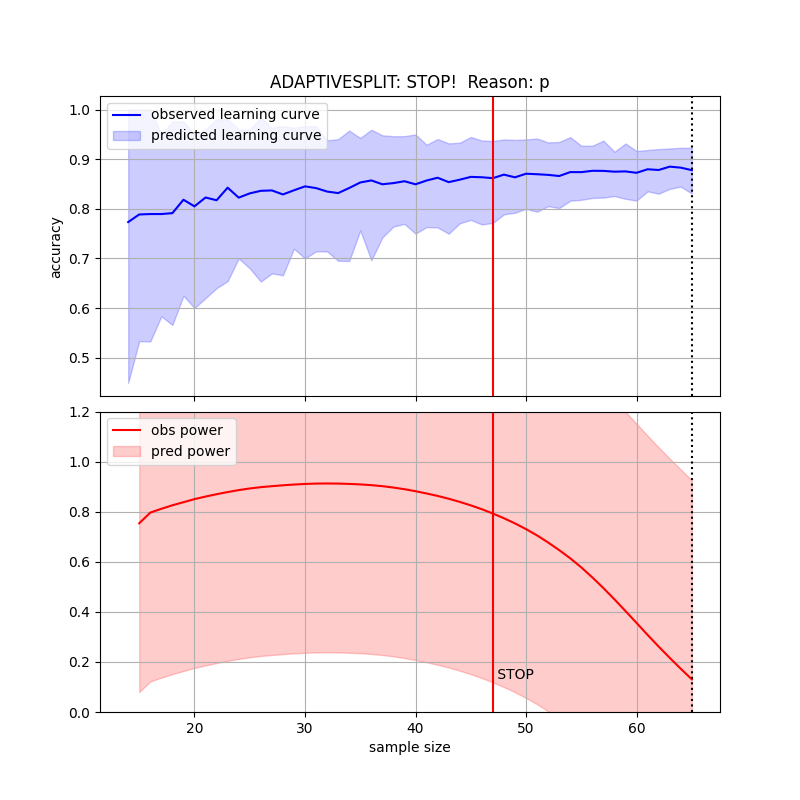 ADAPTIVESPLIT: STOP!  Reason: p
observed learning curve
predicted learning curve
1.0
0.9
0.8
0.7
0.6
0.5
accuracy
obs power
pred power
1.2
1.0
0.8
0.6
0.4
0.2
0.0
STOP
20 30 40 50 60
sample size